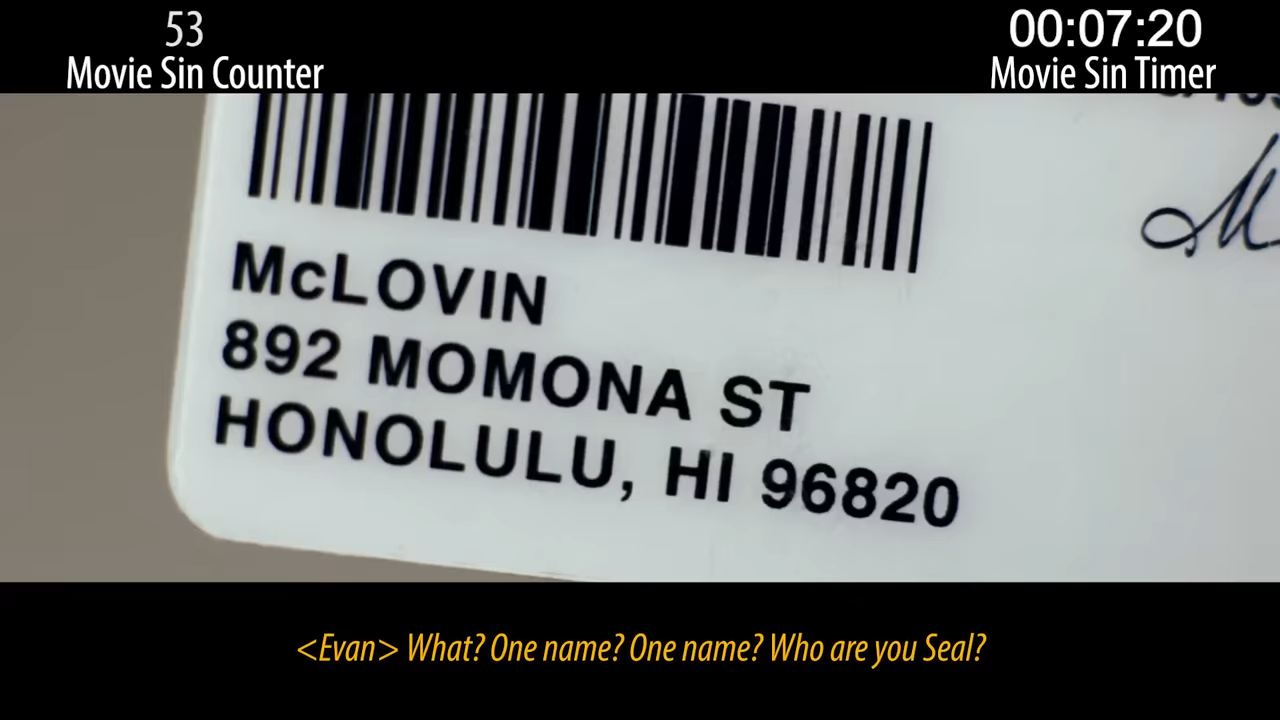 53
Movie Sin Counter
00:07:20
Movie Sin Timer
McLOVIN
892 MOMONA ST
HONOLULU, HI 96820
<Evan> What? One name? One name? Who are you Seal?